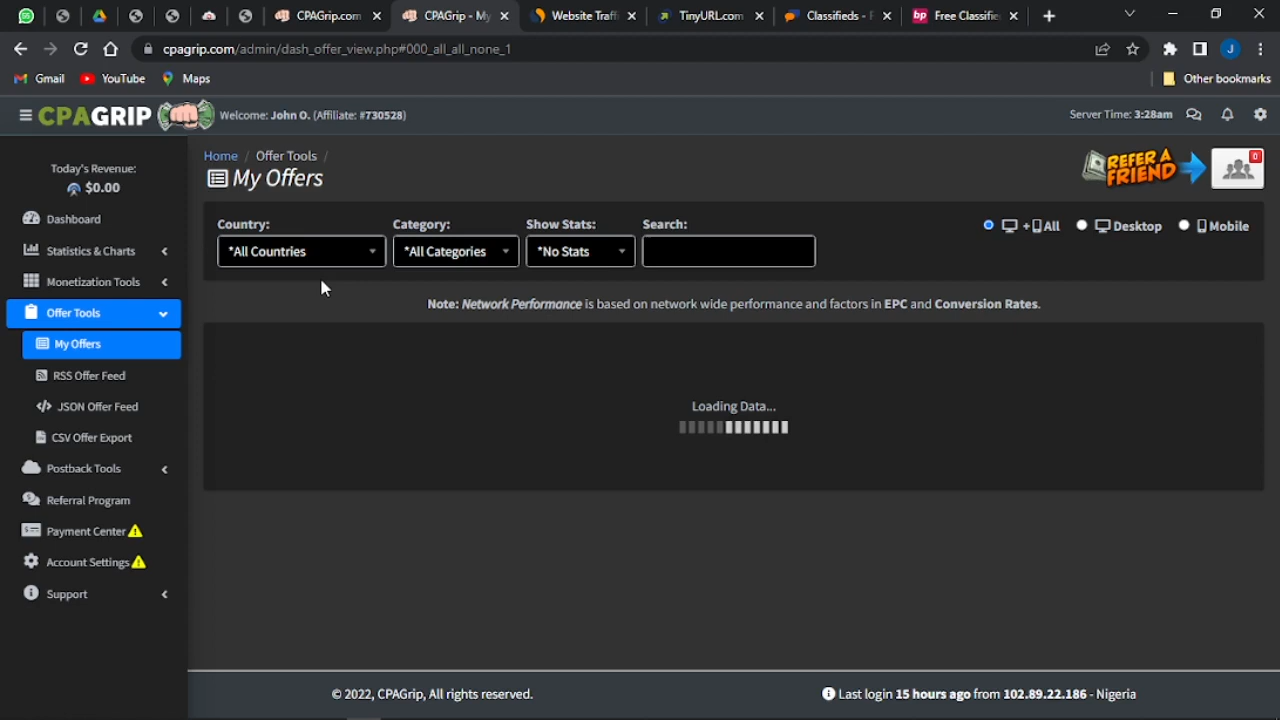 CPAGrip.com
CPAGrip - My
Website Traffi
TinyURL.com
Classifieds - F
Free Classifie
cpagrip.com/admin/dash_offer_view.php#000_all_all_none_1
J
Gmail
YouTube
Maps
Other bookmarks
CPAGRIP
Welcome: John O. (Affiliate: #730528)
Server Time: 3:28am
Today's Revenue:
$0.00
Dashboard
Statistics & Charts
Monetization Tools
Offer Tools
My Offers
RSS Offer Feed
JSON Offer Feed
CSV Offer Export
Postback Tools
Referral Program
Payment Center
Account Settings
Support
Home / Offer Tools /
My Offers
REFER A
FRIEND
0
Country:
Category:
Show Stats:
Search:
*All Countries
*All Categories
*No Stats
+ All
Desktop
Mobile
Note: Network Performance is based on network wide performance and factors in EPC and Conversion Rates.
Loading Data...
© 2022, CPAGrip, All rights reserved.
Last login 15 hours ago from 102.89.22.186 - Nigeria